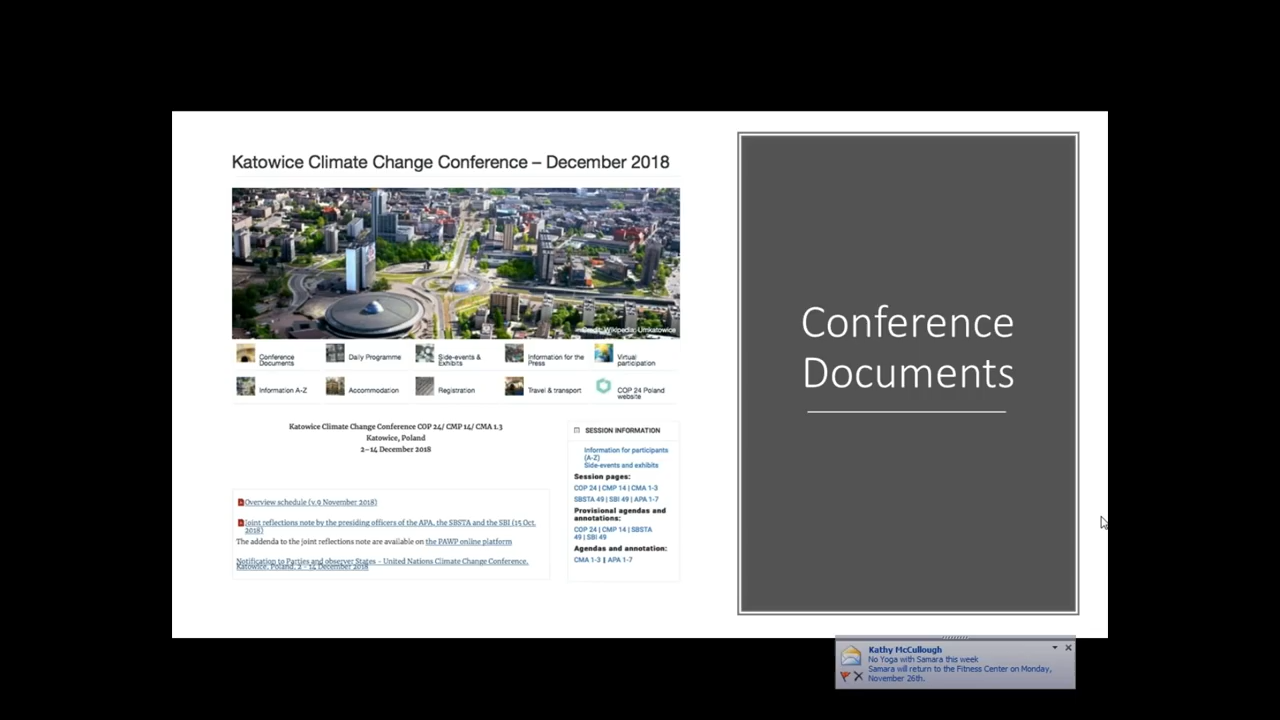 Katowice Climate Change Conference – December 2018
Credit: Wikipedia: Umkatowice
Conference
Documents
Daily Programme
Side-events &
Exhibits
Information for the
Press
Virtual
participation
Information A-Z
Accommodation
Registration
Travel & transport
COP 24 Poland
website
Katowice Climate Change Conference COP 24/ CMP 14/ CMA 1.3
Katowice, Poland
2–14 December 2018
Overview schedule (v.9 November 2018)
Joint reflections note by the presiding officers of the APA, the SBSTA and the SBI (15 Oct.
2018)
The addenda to the joint reflections note are available on the PAWP online platform
Notification to Parties and observer States - United Nations Climate Change Conference,
Katowice, Poland, 2 - 14 December 2018
SESSION INFORMATION
Information for participants
(A-Z)
Side-events and exhibits
Session pages:
COP 24 | CMP 14 | CMA 1-3
SBSTA 49 | SBI 49 | APA 1-7
Provisional agendas and
annotations:
COP 24 | CMP 14 | SBSTA
49 | SBI 49
Agendas and annotation:
CMA 1-3 | APA 1-7
Conference
Documents
Kathy McCullough
No Yoga with Samara this week
Samara will return to the Fitness Center on Monday,
November 26th.